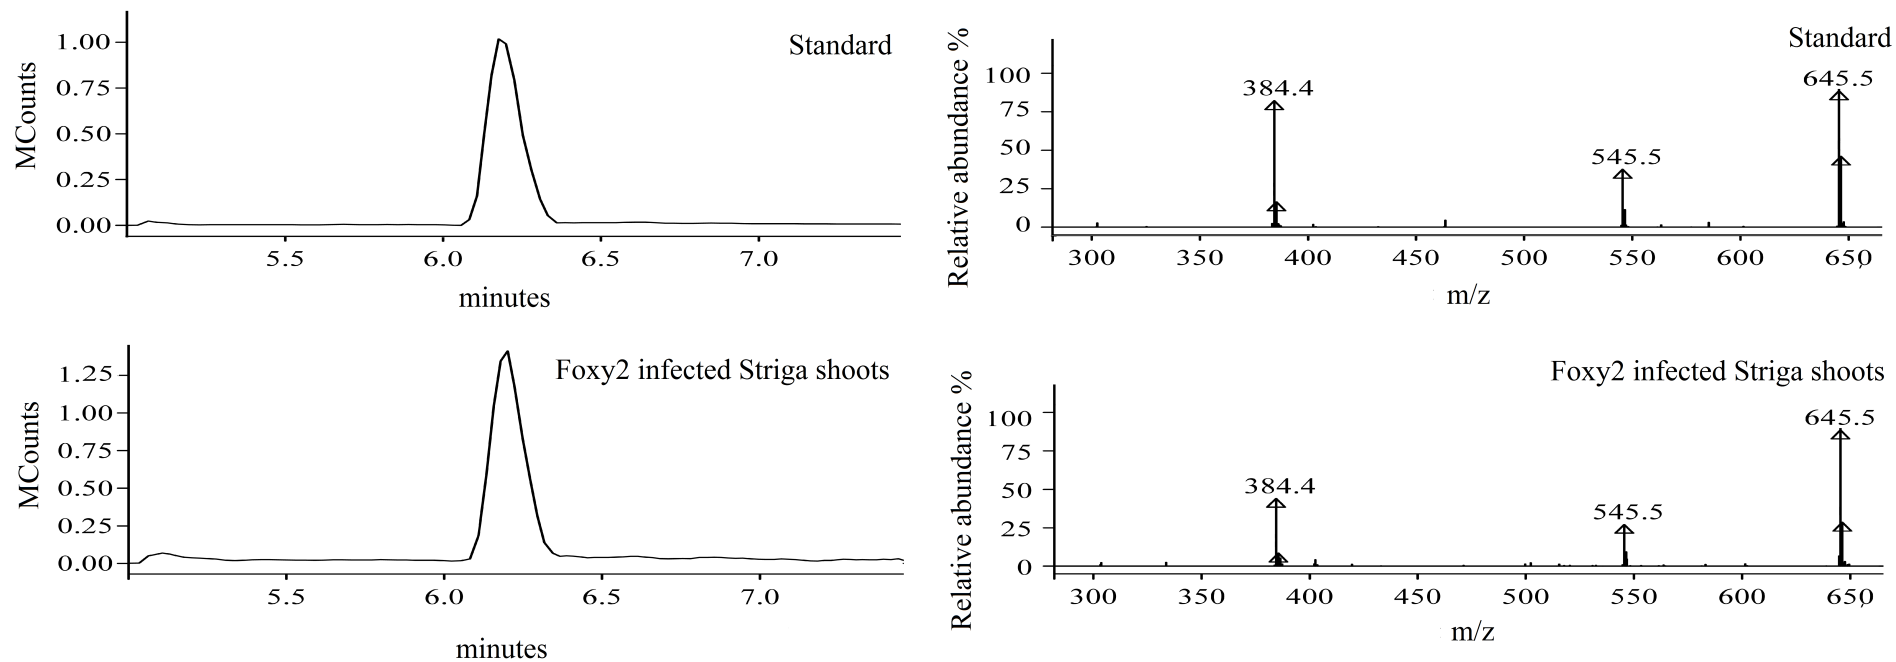 Standard
MCounts
1.00
0.75
0.50
0.25
0.00
5.5 6.0 6.5 7.0
minutes
Standard
Relative abundance %
100
75
50
25
0
384.4
545.5
645.5
300 350 400 450 500 550 600 650
m/z
Foxy2 infected Striga shoots
MCounts
1.25
1.00
0.75
0.50
0.25
0.00
5.5 6.0 6.5 7.0
minutes
Foxy2 infected Striga shoots
Relative abundance %
100
75
50
25
0
384.4
545.5
645.5
300 350 400 450 500 550 600 650
m/z